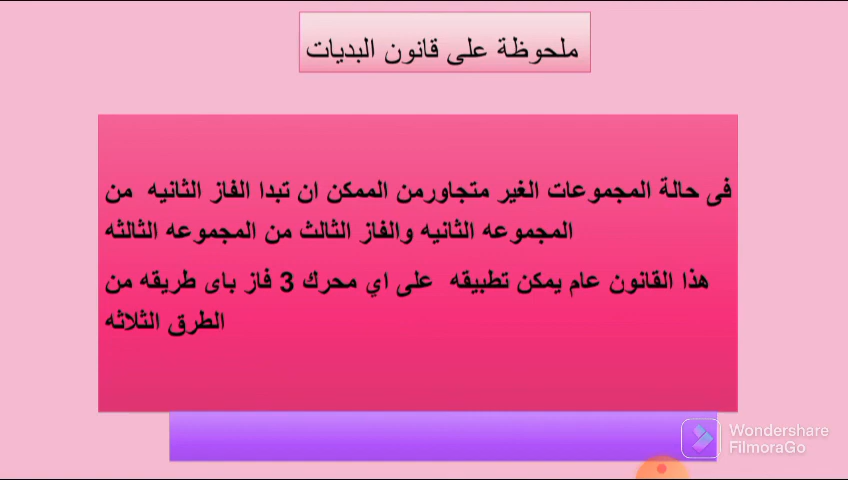 ملحوظة على قانون البديات
فى حالة المجموعات الغير متجاورمن الممكن ان تبدا الفاز الثانيه من
المجموعه الثانيه والفاز الثالث من المجموعه الثالثه
هذا القانون عام يمكن تطبيقه على اي محرك 3 فاز باى طريقه من
الطرق الثلاثه
Wondershare
FilmoraGo